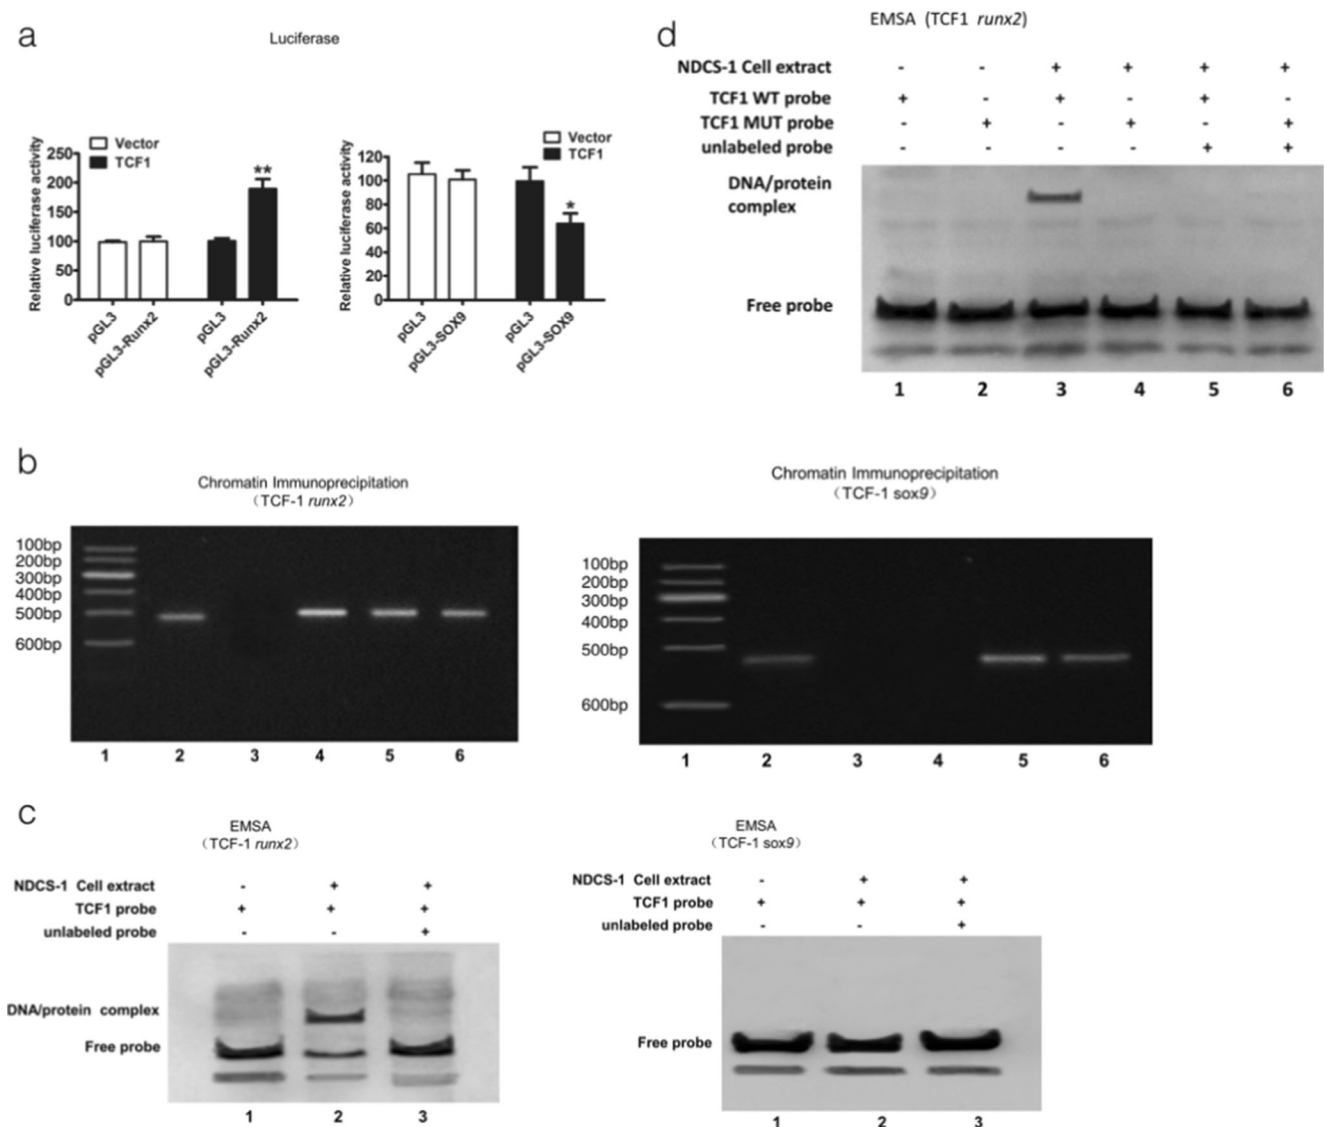 a
Luciferase
Relative luciferase activity
250
200
150
100
50
0
Vector
TCF1
**
pGL3
pGL3-Runx2
pGL3
pGL3-Runx2
Relative luciferase activity
120
100
80
60
40
20
0
Vector
TCF1
*
pGL3
pGL3-SOX9
pGL3
pGL3-SOX9
d
EMSA (TCF1 runx2)
NDCS-1 Cell extract - - + + + +
TCF1 WT probe + - + - + -
TCF1 MUT probe - + - + - +
unlabeled probe - - - - + +
DNA/protein
complex
Free probe
1 2 3 4 5 6
b
Chromatin Immunoprecipitation
（TCF-1 runx2）
100bp
200bp
300bp
400bp
500bp
600bp
1 2 3 4 5 6
Chromatin Immunoprecipitation
（TCF-1 sox9）
100bp
200bp
300bp
400bp
500bp
600bp
1 2 3 4 5 6
c
EMSA
（TCF-1 runx2）
NDCS-1 Cell extract - + +
TCF1 probe + + +
unlabeled probe - - +
DNA/protein complex
Free probe
1 2 3
EMSA
（TCF-1 sox9）
NDCS-1 Cell extract - + +
TCF1 probe + + +
unlabeled probe - - +
Free probe
1 2 3